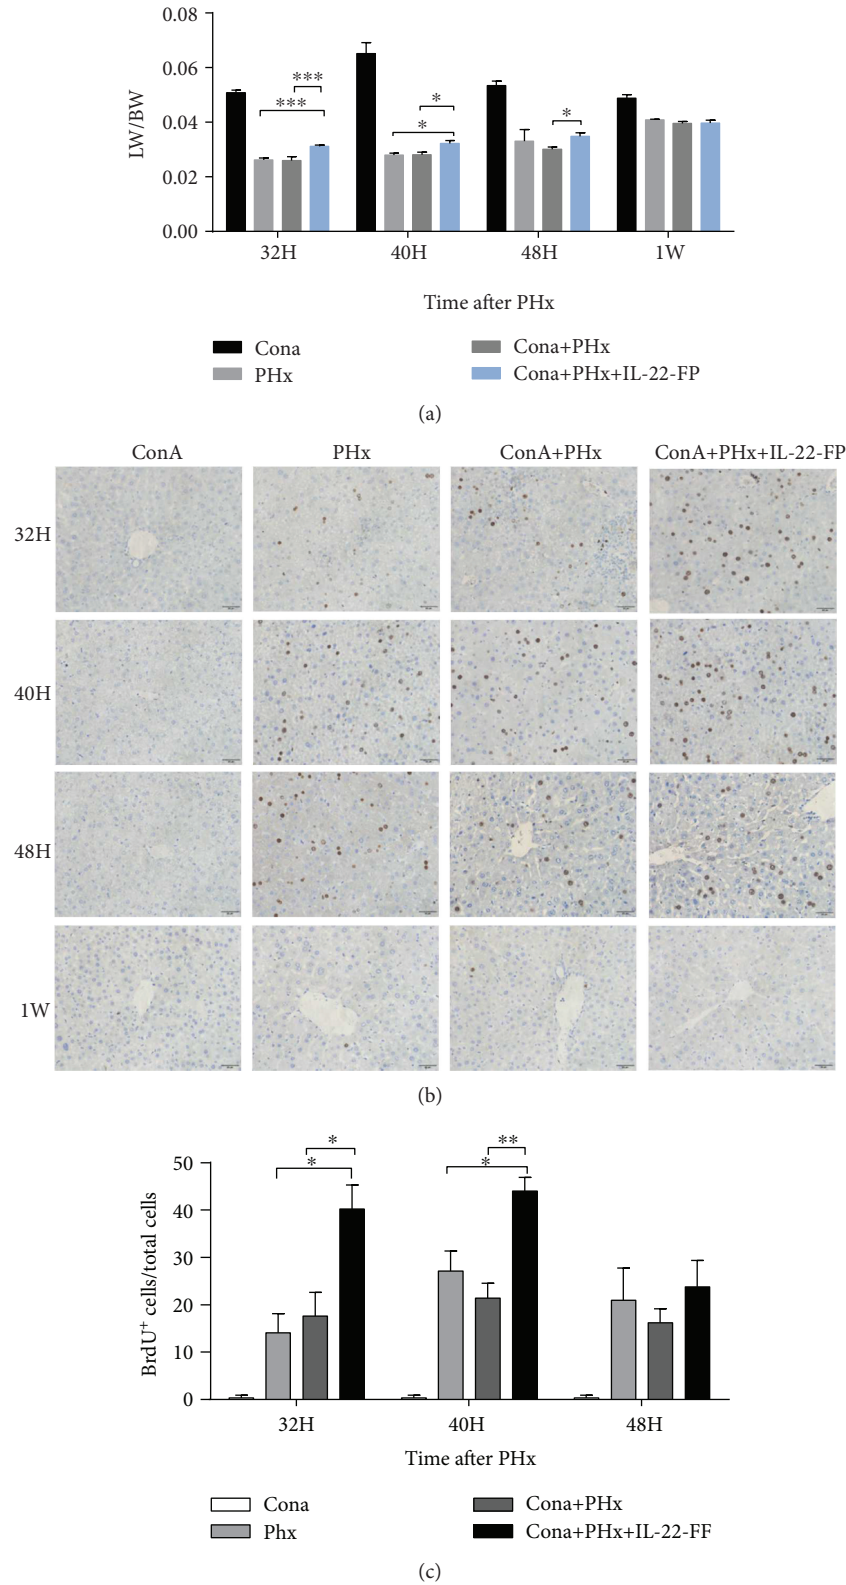 0.08
0.06
0.04
0.02
0.00
LW/BW
***
***
*
*
*
32H 40H 48H 1W
Time after PHx
Cona
PHx
Cona+PHx
Cona+PHx+IL-22-FP
(a)
ConA PHx ConA+PHx ConA+PHx+IL-22-FP
32H
40H
48H
1W
(b)
50
40
30
20
10
0
BrdU+ cells/total cells
*
*
**
*
32H 40H 48H
Time after PHx
Cona
Phx
Cona+PHx
Cona+PHx+IL-22-FF
(c)